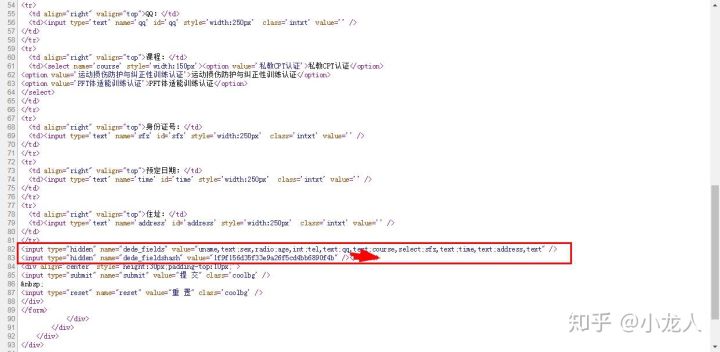 54 <tr>
55 <td align="right" valign="top">QQ：</td>
56 <td><input type='text' name='qq' id='qq' style='width:250px'  class='intxt' value='' />
57 </td>
58 </tr>
59 <tr>
60 <td align="right" valign="top">课程：</td>
61 <td><select name='course' style='width:150px'><option value='私教CPT认证'>私教CPT认证</option>
62 <option value='运动损伤防护与纠正性训练认证'>运动损伤防护与纠正性训练认证</option>
63 <option value='PFT体适能训练认证'>PFT体适能训练认证</option>
64 </select>
65 </td>
66 </tr>
67 <tr>
68 <td align="right" valign="top">身份证号：</td>
69 <td><input type='text' name='sfz' id='sfz' style='width:250px'  class='intxt' value='' />
70 </td>
71 </tr>
72 <tr>
73 <td align="right" valign="top">预定日期：</td>
74 <td><input type='text' name='time' id='time' style='width:250px'  class='intxt' value='' />
75 </td>
76 </tr>
77 <tr>
78 <td align="right" valign="top">住址：</td>
79 <td><input type='text' name='address' id='address' style='width:250px'  class='intxt' value='' />
80 </td>
81 </tr>
82 <input type="hidden" name="dede_fields" value="uname,text;sex,radio;age,int;tel,text;qq,text;course,select;sfz,text;time,text;address,text" />
83 <input type="hidden" name="dede_fieldshash" value="1f9f156d35f33e9a26f5cd4bb6890f4b" />
84 <div align='center' style='height:30px;padding-top:10px;'>
85 <input type="submit" name="submit" value="提 交" class='coolbg' />
86 &nbsp;
87 <input type="reset" name="reset" value="重 置" class='coolbg' />
88 </div>
89 </form>
90 </div>
91 </div>
92 </div>
93 </div>
知乎 @小龙人